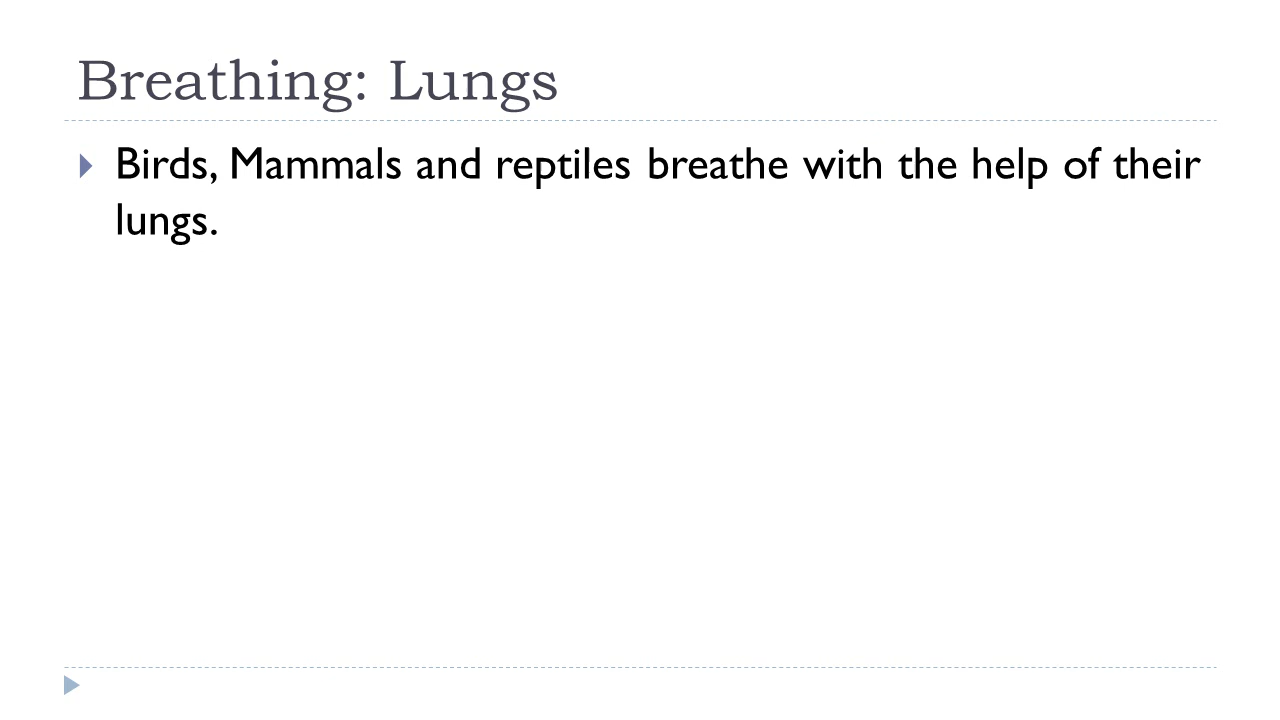 Breathing: Lungs
Birds, Mammals and reptiles breathe with the help of their
lungs.